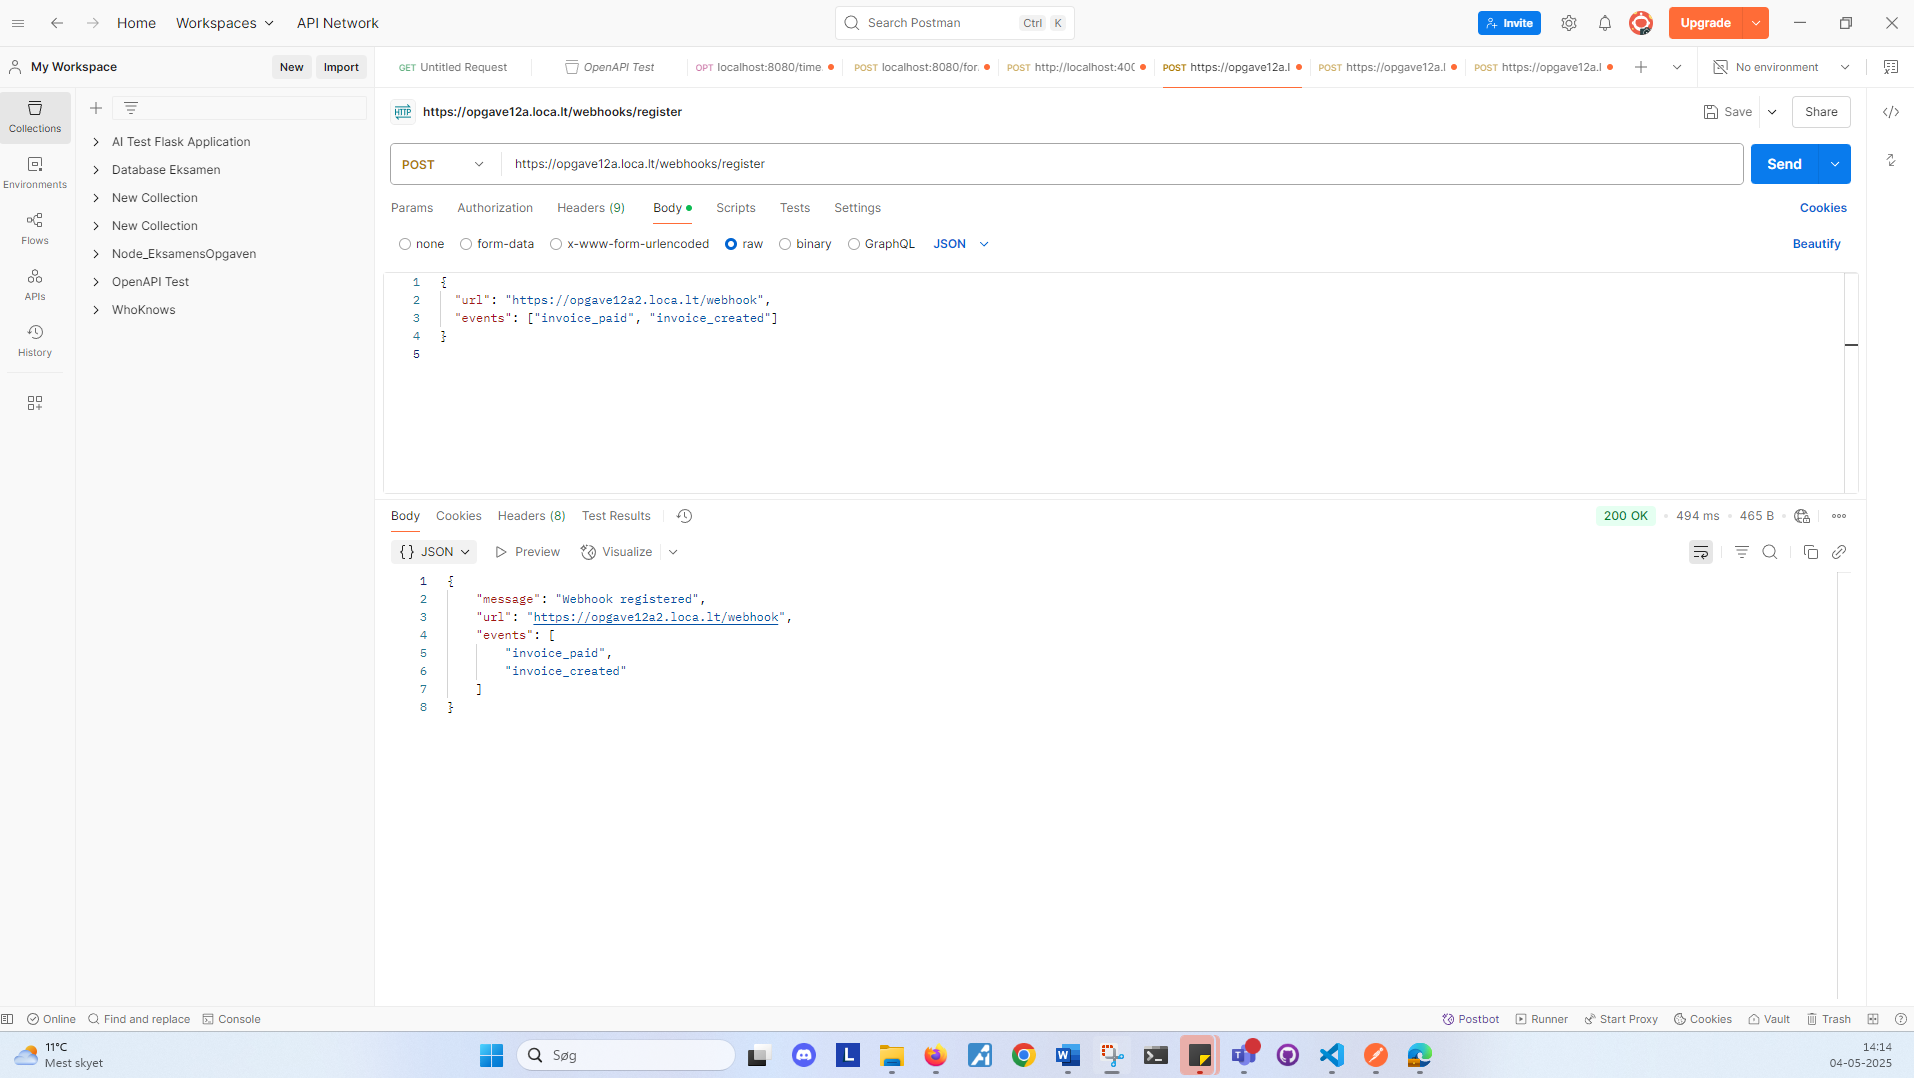 Home Workspaces API Network Search Postman Ctrl K Invite Upgrade
My Workspace New Import GET Untitled Request OpenAPI Test OPT localhost:8080/time. POST localhost:8080/for. POST http://localhost:400 POST https://opgave12a.l POST https://opgave12a.l POST https://opgave12a.l No environment
Collections
Environments
Flows
APIs
History
AI Test Flask Application
Database Eksamen
New Collection
New Collection
Node_EksamensOpgaven
OpenAPI Test
WhoKnows
HTTP https://opgave12a.loca.lt/webhooks/register Save Share
POST https://opgave12a.loca.lt/webhooks/register Send
Params Authorization Headers (9) Body Scripts Tests Settings Cookies
none form-data x-www-form-urlencoded raw binary GraphQL JSON Beautify
1 {
2 "url": "https://opgave12a2.loca.lt/webhook",
3 "events": ["invoice_paid", "invoice_created"]
4 }
5
Body Cookies Headers (8) Test Results 200 OK 494 ms 465 B
{} JSON Preview Visualize
1 {
2 "message": "Webhook registered",
3 "url": "https://opgave12a2.loca.lt/webhook",
4 "events": [
5 "invoice_paid",
6 "invoice_created"
7 ]
8 }
Online Find and replace Console Postbot Runner Start Proxy Cookies Vault Trash
11°C
Mest skyet
Søg
14:14
04-05-2025